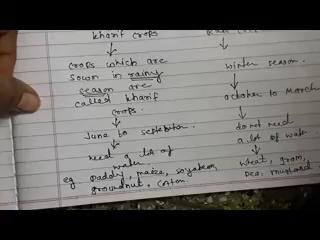 kharif crops
crops which are
sown in rainy
season are
called kharif
crops.
June to
need a lot of
water.
eg Paddy, maize, soyabean,
groundnut, cotton.
winter season.
october to March
do not need
a lot of water
wheat, gram,
Pea, mustard